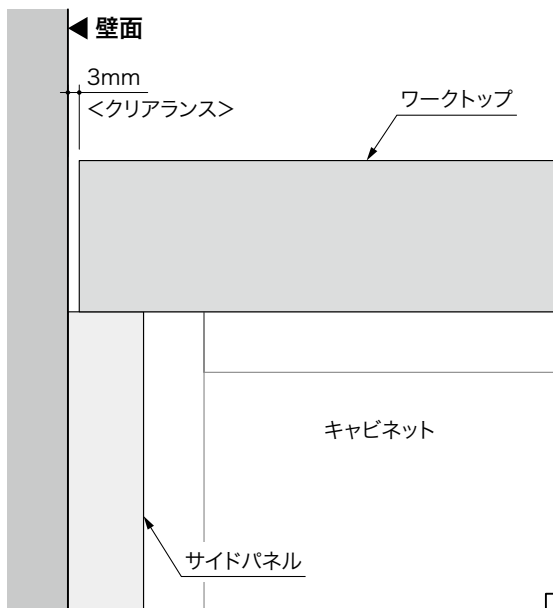 ◀ 壁面
3mm
＜クリアランス＞
ワークトップ
キャビネット
サイドパネル